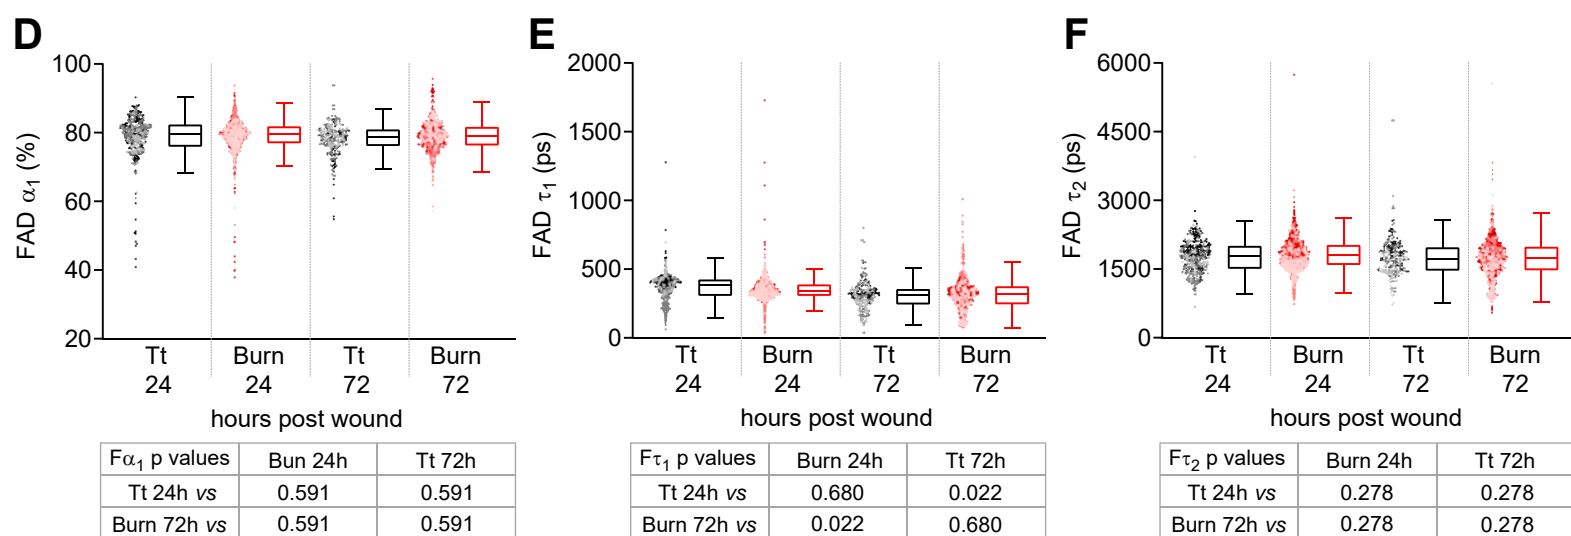 D
100
80
60
40
20
FAD α1 (%)
Tt Burn Tt Burn
24 24 72 72
hours post wound
Fα1 p values Bun 24h Tt 72h
Tt 24h vs 0.591 0.591
Burn 72h vs 0.591 0.591
E
2000
1500
1000
500
0
FAD τ1 (ps)
Tt Burn Tt Burn
24 24 72 72
hours post wound
Fτ1 p values Burn 24h Tt 72h
Tt 24h vs 0.680 0.022
Burn 72h vs 0.022 0.680
F
6000
4500
3000
1500
0
FAD τ2 (ps)
Tt Burn Tt Burn
24 24 72 72
hours post wound
Fτ2 p values Burn 24h Tt 72h
Tt 24h vs 0.278 0.278
Burn 72h vs 0.278 0.278